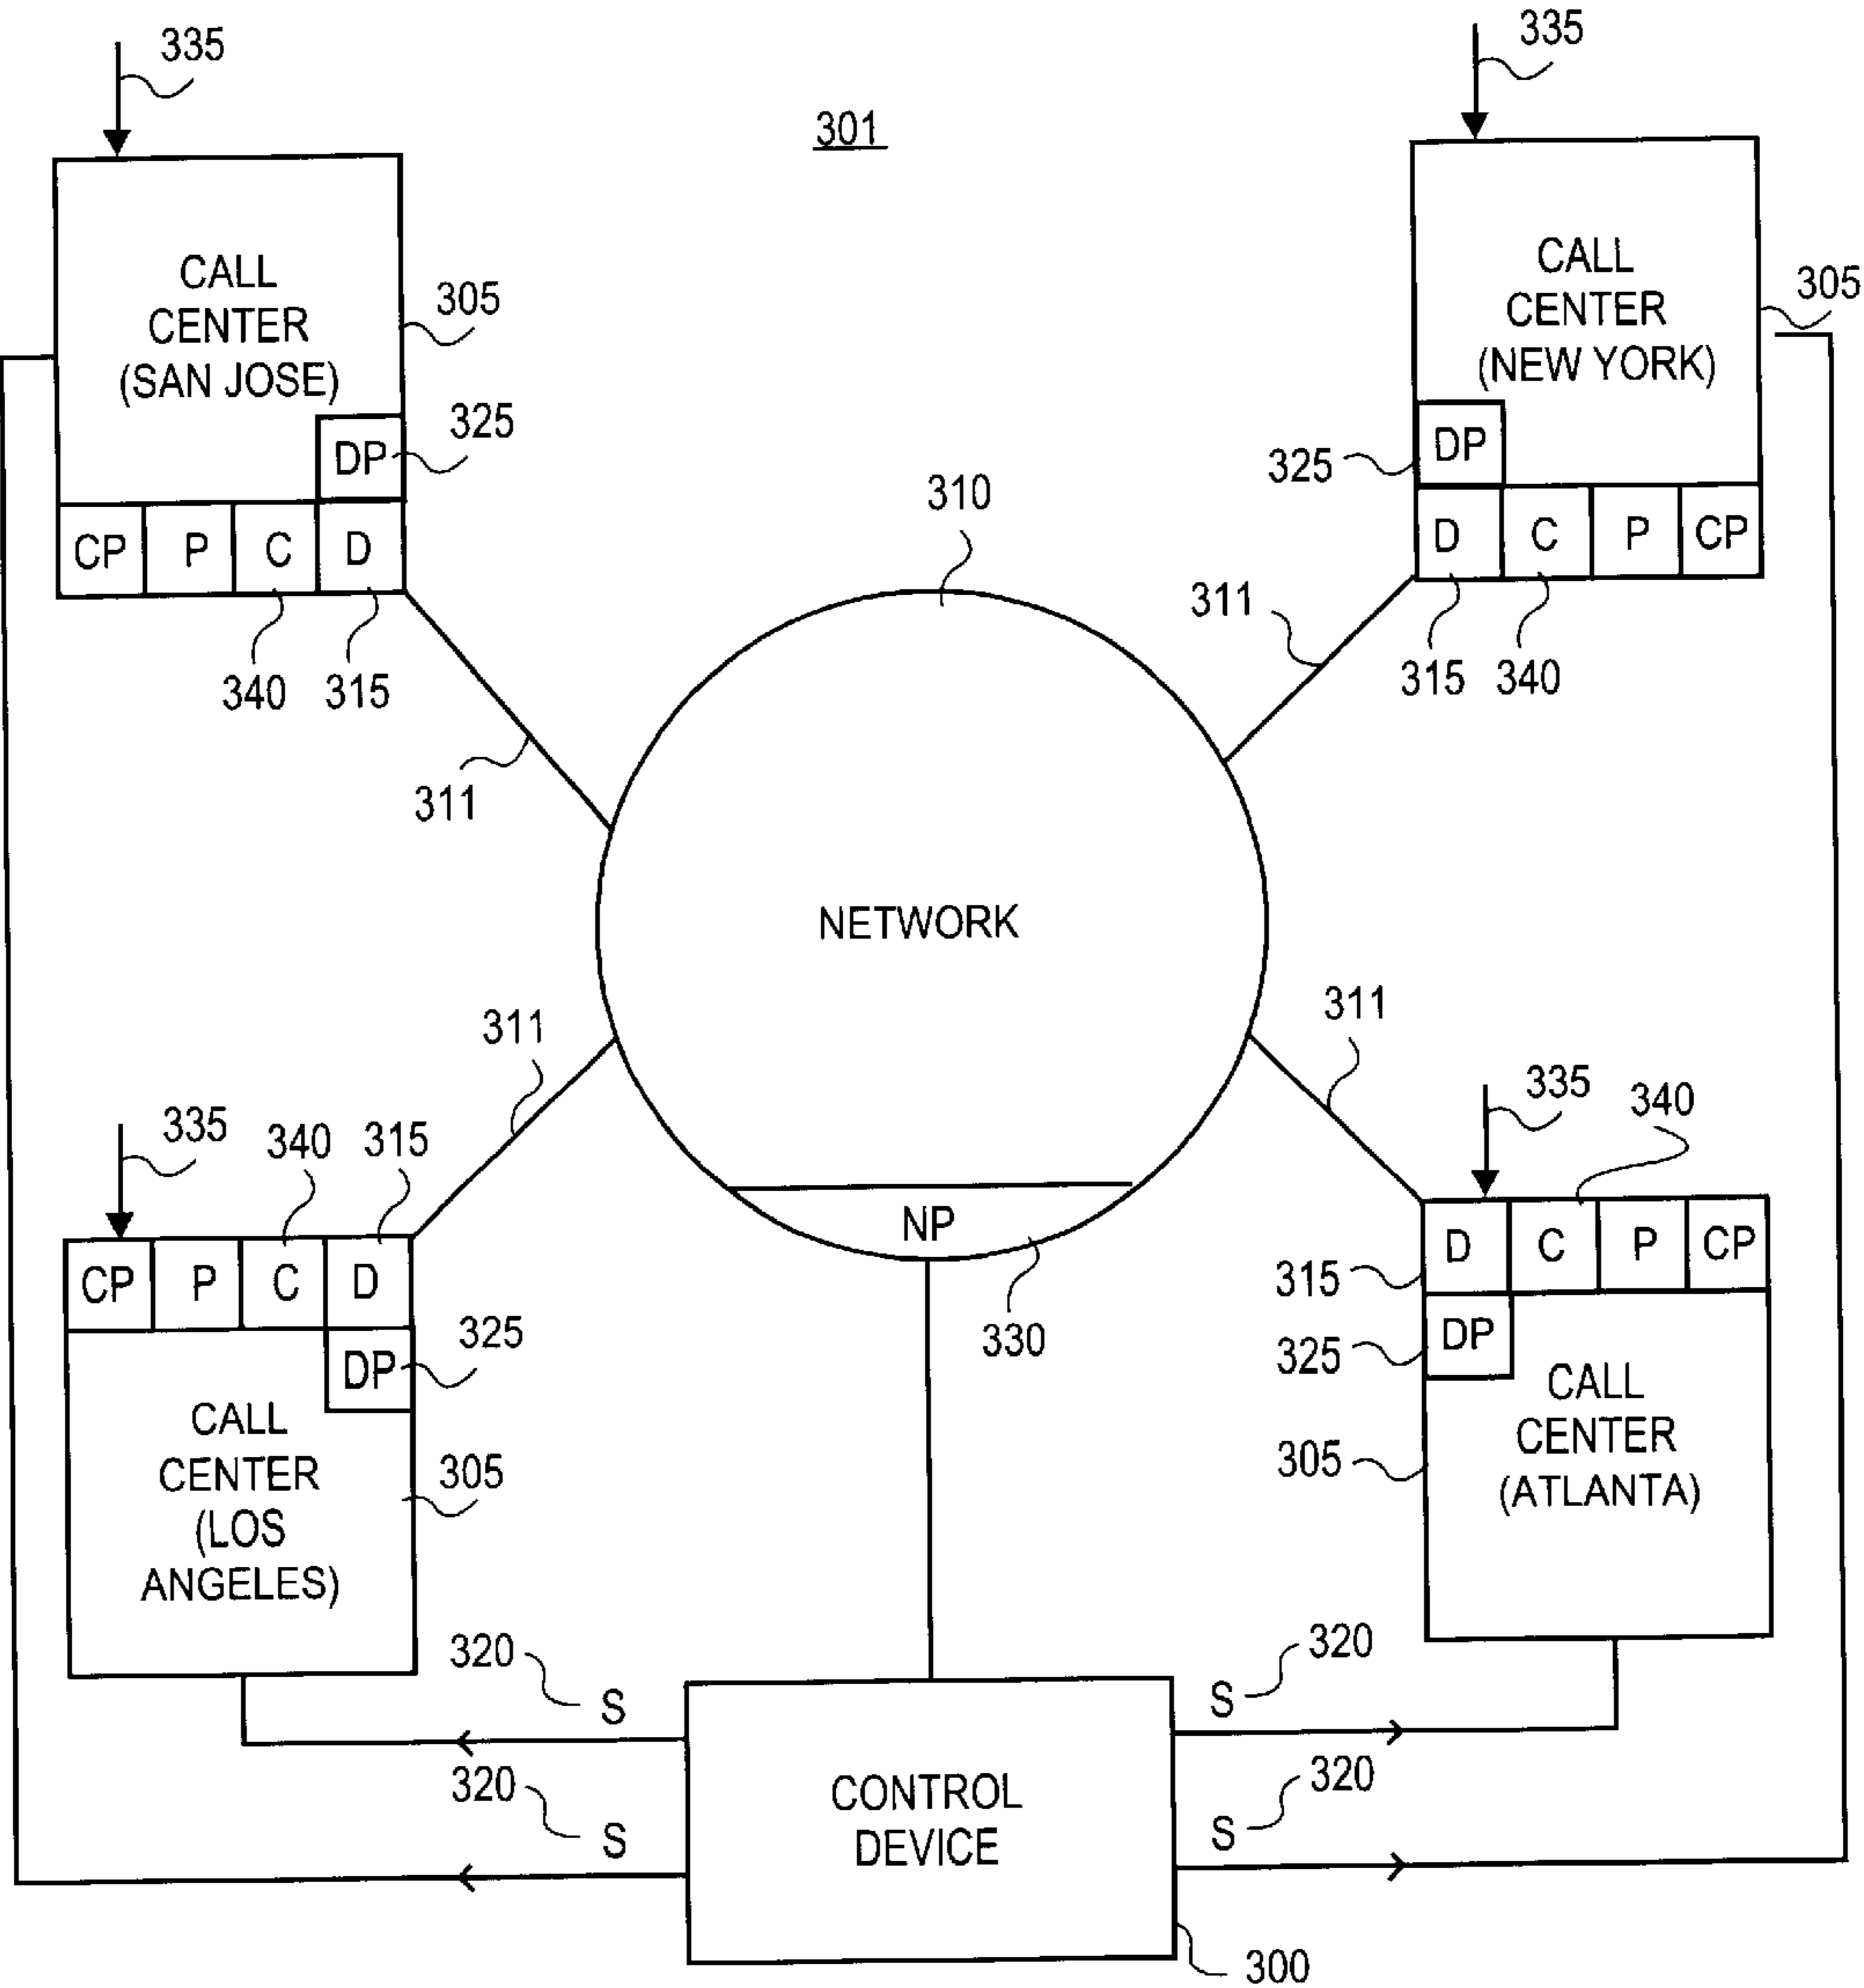 335
335
301
CALL
CENTER
(SAN JOSE)
305
CALL
CENTER
(NEW YORK)
305
DP
325
325
DP
310
CP P C D
D C P CP
340 315
311
315 340
311
NETWORK
311
311
335
340
315
335
340
CP P C D
NP
330
315
D C P CP
DP
325
325
DP
CALL
CENTER
(LOS
ANGELES)
305
305
CALL
CENTER
(ATLANTA)
320
S
320
S
320
S
320
S
CONTROL
DEVICE
300